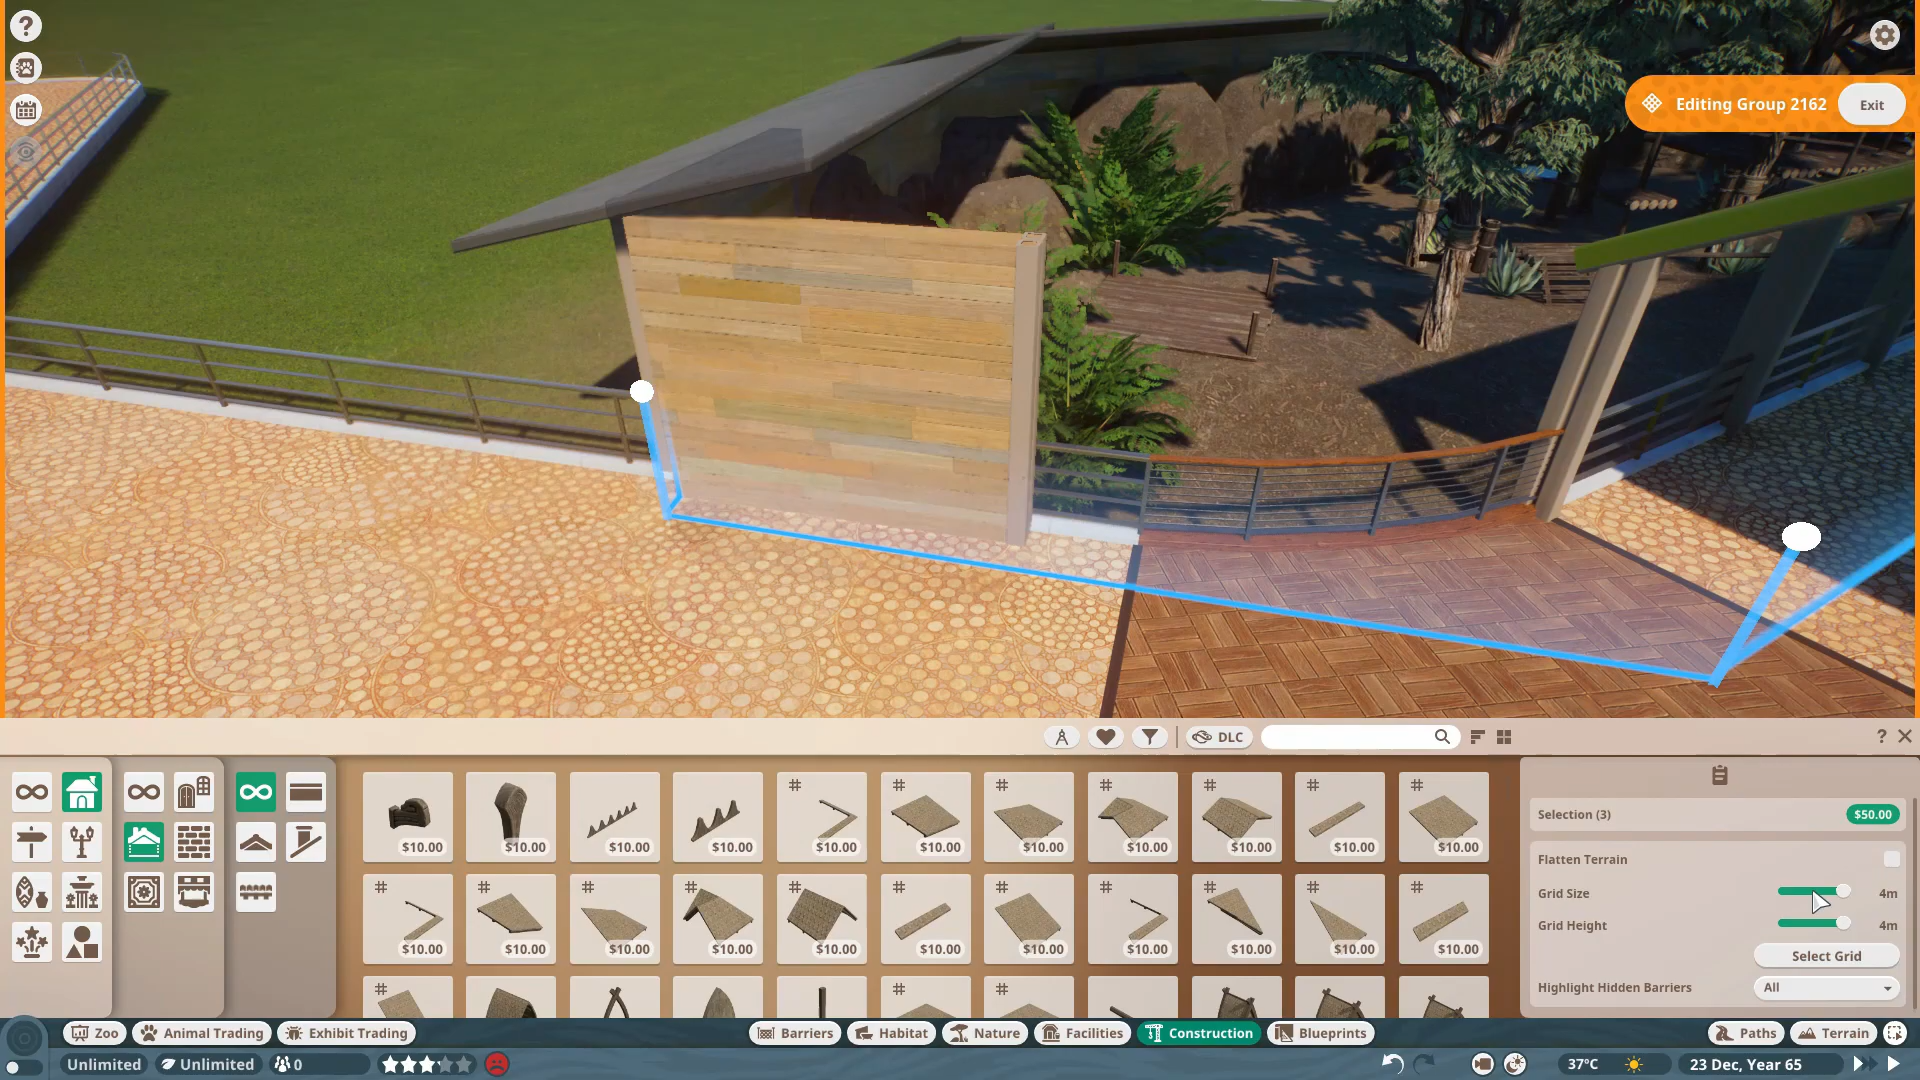 ?
Editing Group 2162 Exit
DLC
?
$10.00 $10.00 $10.00 $10.00 $10.00 $10.00 $10.00 $10.00 $10.00 $10.00 $10.00
$10.00 $10.00 $10.00 $10.00 $10.00 $10.00 $10.00 $10.00 $10.00 $10.00 $10.00
Selection (3) $50.00
Flatten Terrain
Grid Size 4m
Grid Height 4m
Select Grid
Highlight Hidden Barriers All
Zoo Animal Trading Exhibit Trading Barriers Habitat Nature Facilities Construction Blueprints Paths Terrain
Unlimited Unlimited 0 37°C 23 Dec, Year 65